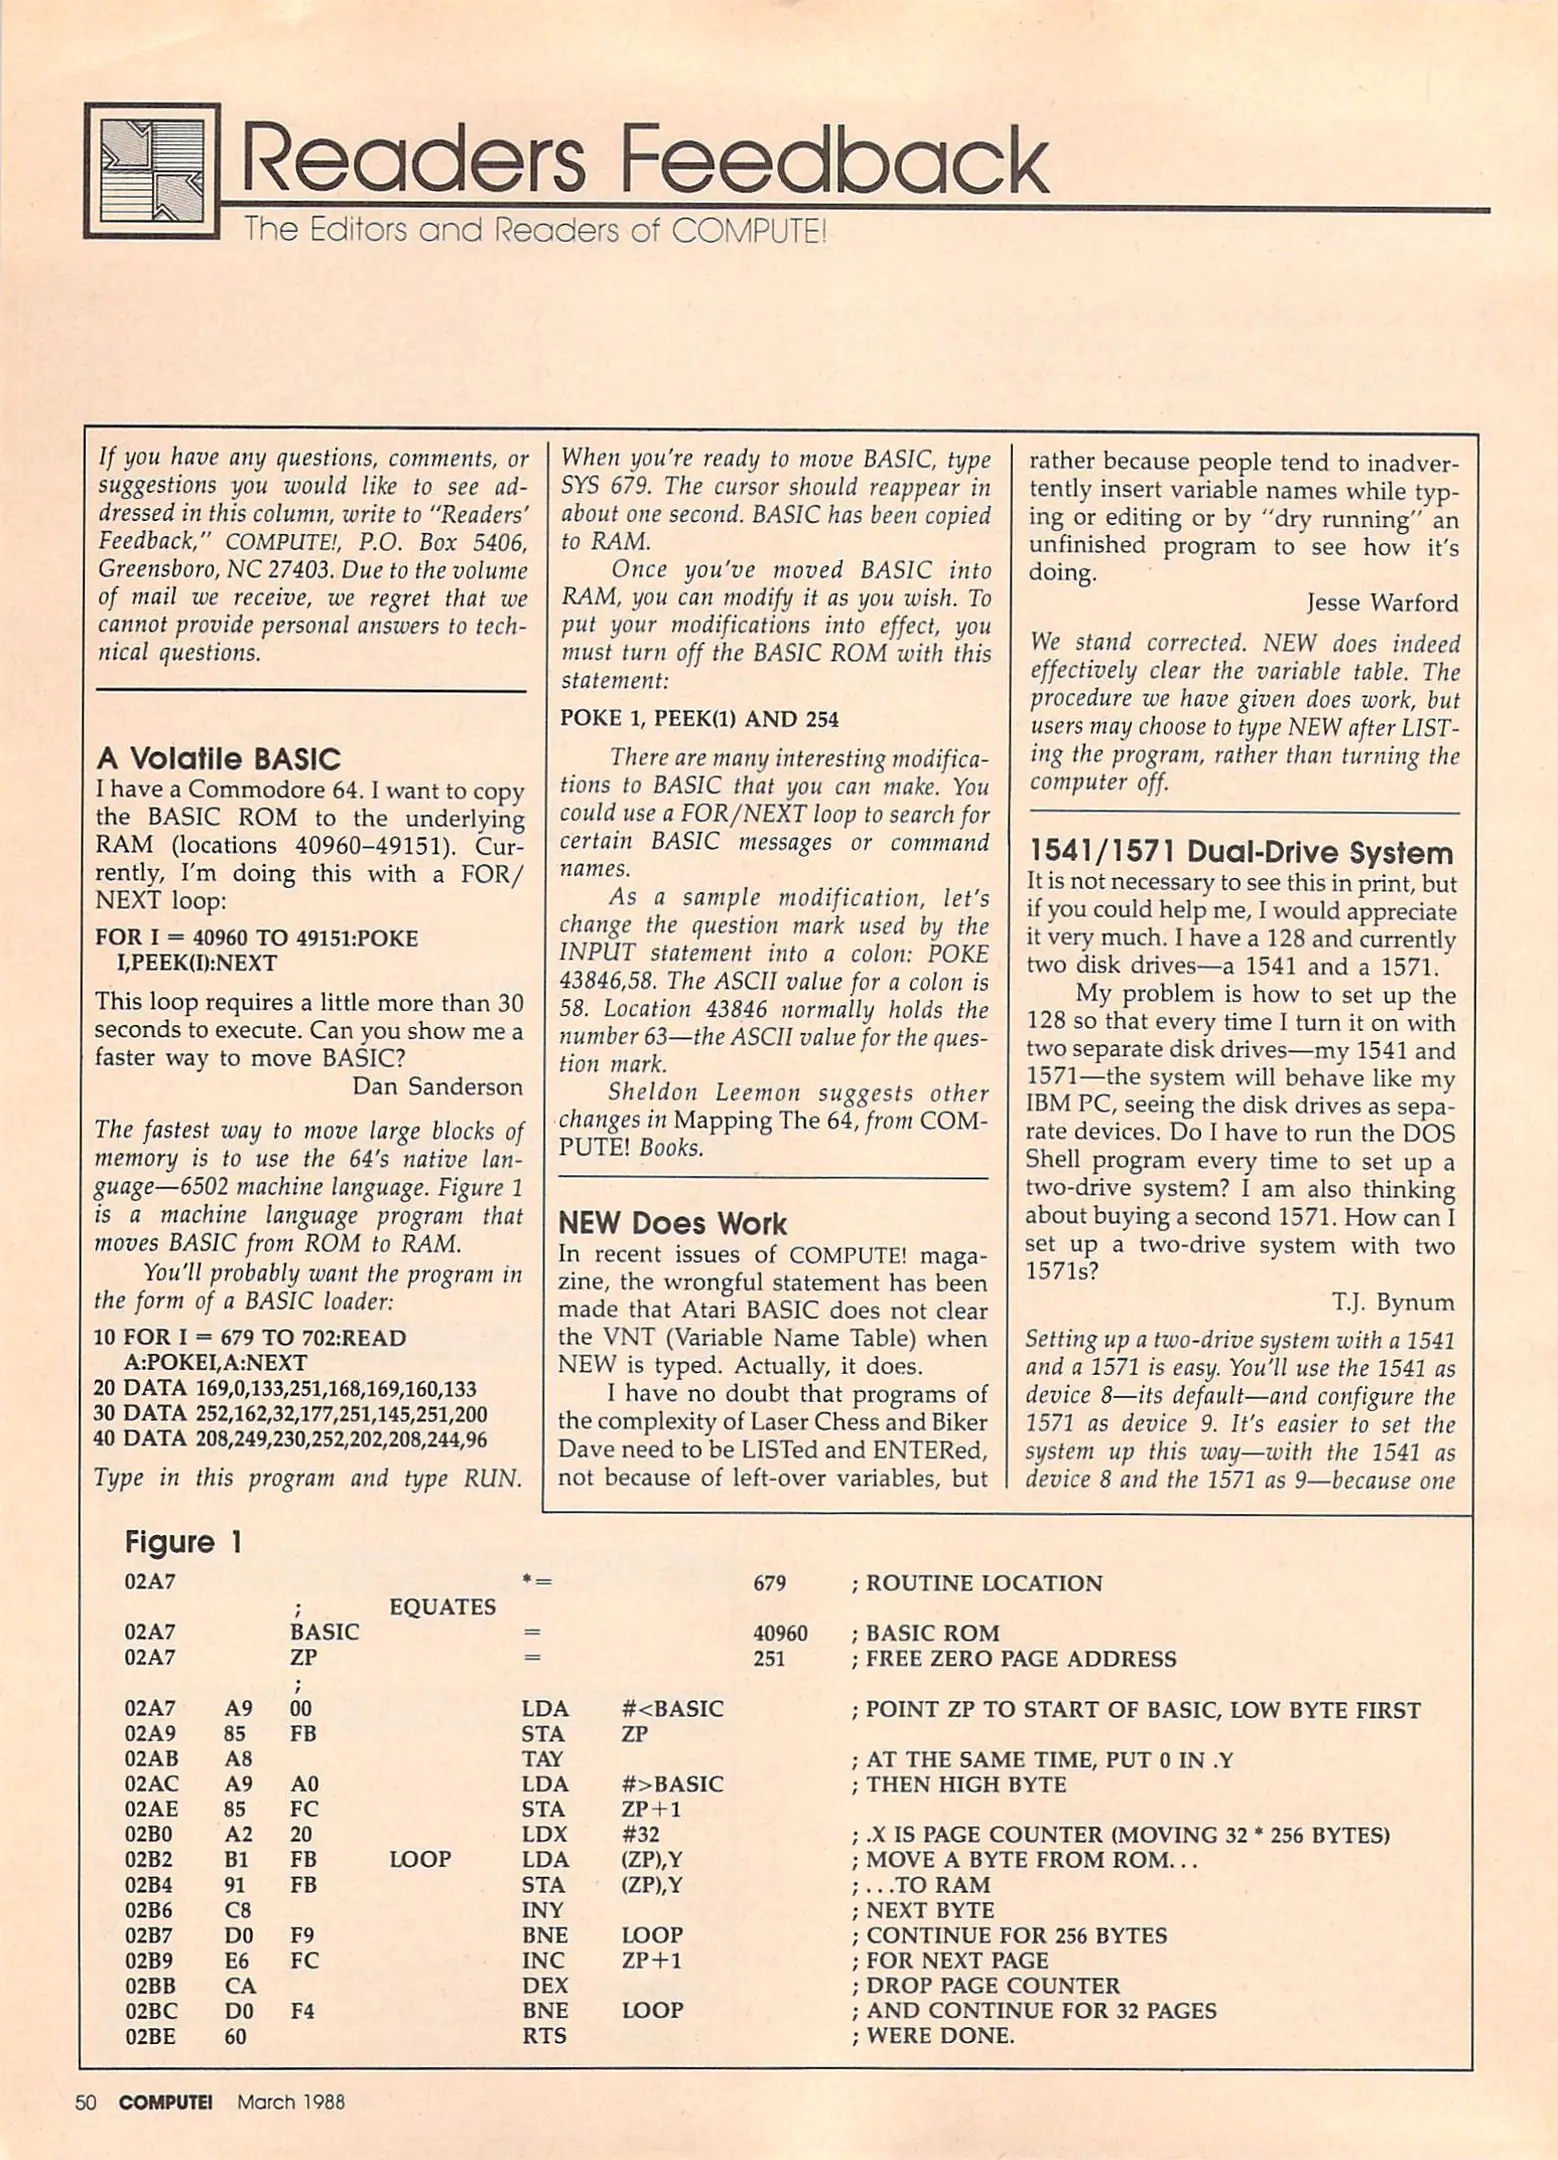 Readers Feedback
The Editors and Readers of COMPUTE!
If you have any questions, comments, or
suggestions you would like to see ad-
dressed in this column, write to "Readers'
Feedback," COMPUTE!, P.O. Box 5406,
Greensboro, NC 27403. Due to the volume
of mail we receive, we regret that we
cannot provide personal answers to tech-
nical questions.
A Volatile BASIC
I have a Commodore 64. I want to copy
the BASIC ROM to the underlying
RAM (locations 40960–49151). Cur-
rently, I'm doing this with a FOR/
NEXT loop:
FOR I = 40960 TO 49151:POKE
I,PEEK(I):NEXT
This loop requires a little more than 30
seconds to execute. Can you show me a
faster way to move BASIC?
Dan Sanderson
The fastest way to move large blocks of
memory is to use the 64's native lan-
guage—6502 machine language. Figure 1
is a machine language program that
moves BASIC from ROM to RAM.
You'll probably want the program in
the form of a BASIC loader:
10 FOR I = 679 TO 702:READ
A:POKEI,A:NEXT
20 DATA 169,0,133,251,168,169,160,133
30 DATA 252,162,32,177,251,145,251,200
40 DATA 208,249,230,252,202,208,244,96
Type in this program and type RUN.
When you're ready to move BASIC, type
SYS 679. The cursor should reappear in
about one second. BASIC has been copied
to RAM.
Once you've moved BASIC into
RAM, you can modify it as you wish. To
put your modifications into effect, you
must turn off the BASIC ROM with this
statement:
POKE 1, PEEK(1) AND 254
There are many interesting modifica-
tions to BASIC that you can make. You
could use a FOR/NEXT loop to search for
certain BASIC messages or command
names.
As a sample modification, let's
change the question mark used by the
INPUT statement into a colon: POKE
43846,58. The ASCII value for a colon is
58. Location 43846 normally holds the
number 63—the ASCII value for the ques-
tion mark.
Sheldon Leemon suggests other
changes in Mapping The 64, from COM-
PUTE! Books.
NEW Does Work
In recent issues of COMPUTE! maga-
zine, the wrongful statement has been
made that Atari BASIC does not clear
the VNT (Variable Name Table) when
NEW is typed. Actually, it does.
I have no doubt that programs of
the complexity of Laser Chess and Biker
Dave need to be LISTed and ENTERed,
not because of left-over variables, but
rather because people tend to inadver-
tently insert variable names while typ-
ing or editing or by "dry running" an
unfinished program to see how it's
doing.
Jesse Warford
We stand corrected. NEW does indeed
effectively clear the variable table. The
procedure we have given does work, but
users may choose to type NEW after LIST-
ing the program, rather than turning the
computer off.
1541/1571 Dual-Drive System
It is not necessary to see this in print, but
if you could help me, I would appreciate
it very much. I have a 128 and currently
two disk drives—a 1541 and a 1571.
My problem is how to set up the
128 so that every time I turn it on with
two separate disk drives—my 1541 and
1571—the system will behave like my
IBM PC, seeing the disk drives as sepa-
rate devices. Do I have to run the DOS
Shell program every time to set up a
two-drive system? I am also thinking
about buying a second 1571. How can I
set up a two-drive system with two
1571s?
T.J. Bynum
Setting up a two-drive system with a 1541
and a 1571 is easy. You'll use the 1541 as
device 8—its default—and configure the
1571 as device 9. It's easier to set the
system up this way—with the 1541 as
device 8 and the 1571 as 9—because one
Figure 1
02A7 *= 679 ; ROUTINE LOCATION
; EQUATES
02A7 BASIC = 40960 ; BASIC ROM
02A7 ZP = 251 ; FREE ZERO PAGE ADDRESS
;
02A7 A9 00 LDA #<BASIC ; POINT ZP TO START OF BASIC, LOW BYTE FIRST
02A9 85 FB STA ZP
02AB A8 TAY ; AT THE SAME TIME, PUT 0 IN .Y
02AC A9 A0 LDA #>BASIC ; THEN HIGH BYTE
02AE 85 FC STA ZP+1
02B0 A2 20 LDX #32 ; .X IS PAGE COUNTER (MOVING 32 * 256 BYTES)
02B2 B1 FB LOOP LDA (ZP),Y ; MOVE A BYTE FROM ROM...
02B4 91 FB STA (ZP),Y ; ...TO RAM
02B6 C8 INY ; NEXT BYTE
02B7 D0 F9 BNE LOOP ; CONTINUE FOR 256 BYTES
02B9 E6 FC INC ZP+1 ; FOR NEXT PAGE
02BB CA DEX ; DROP PAGE COUNTER
02BC D0 F4 BNE LOOP ; AND CONTINUE FOR 32 PAGES
02BE 60 RTS ; WERE DONE.
50 COMPUTE! March 1988